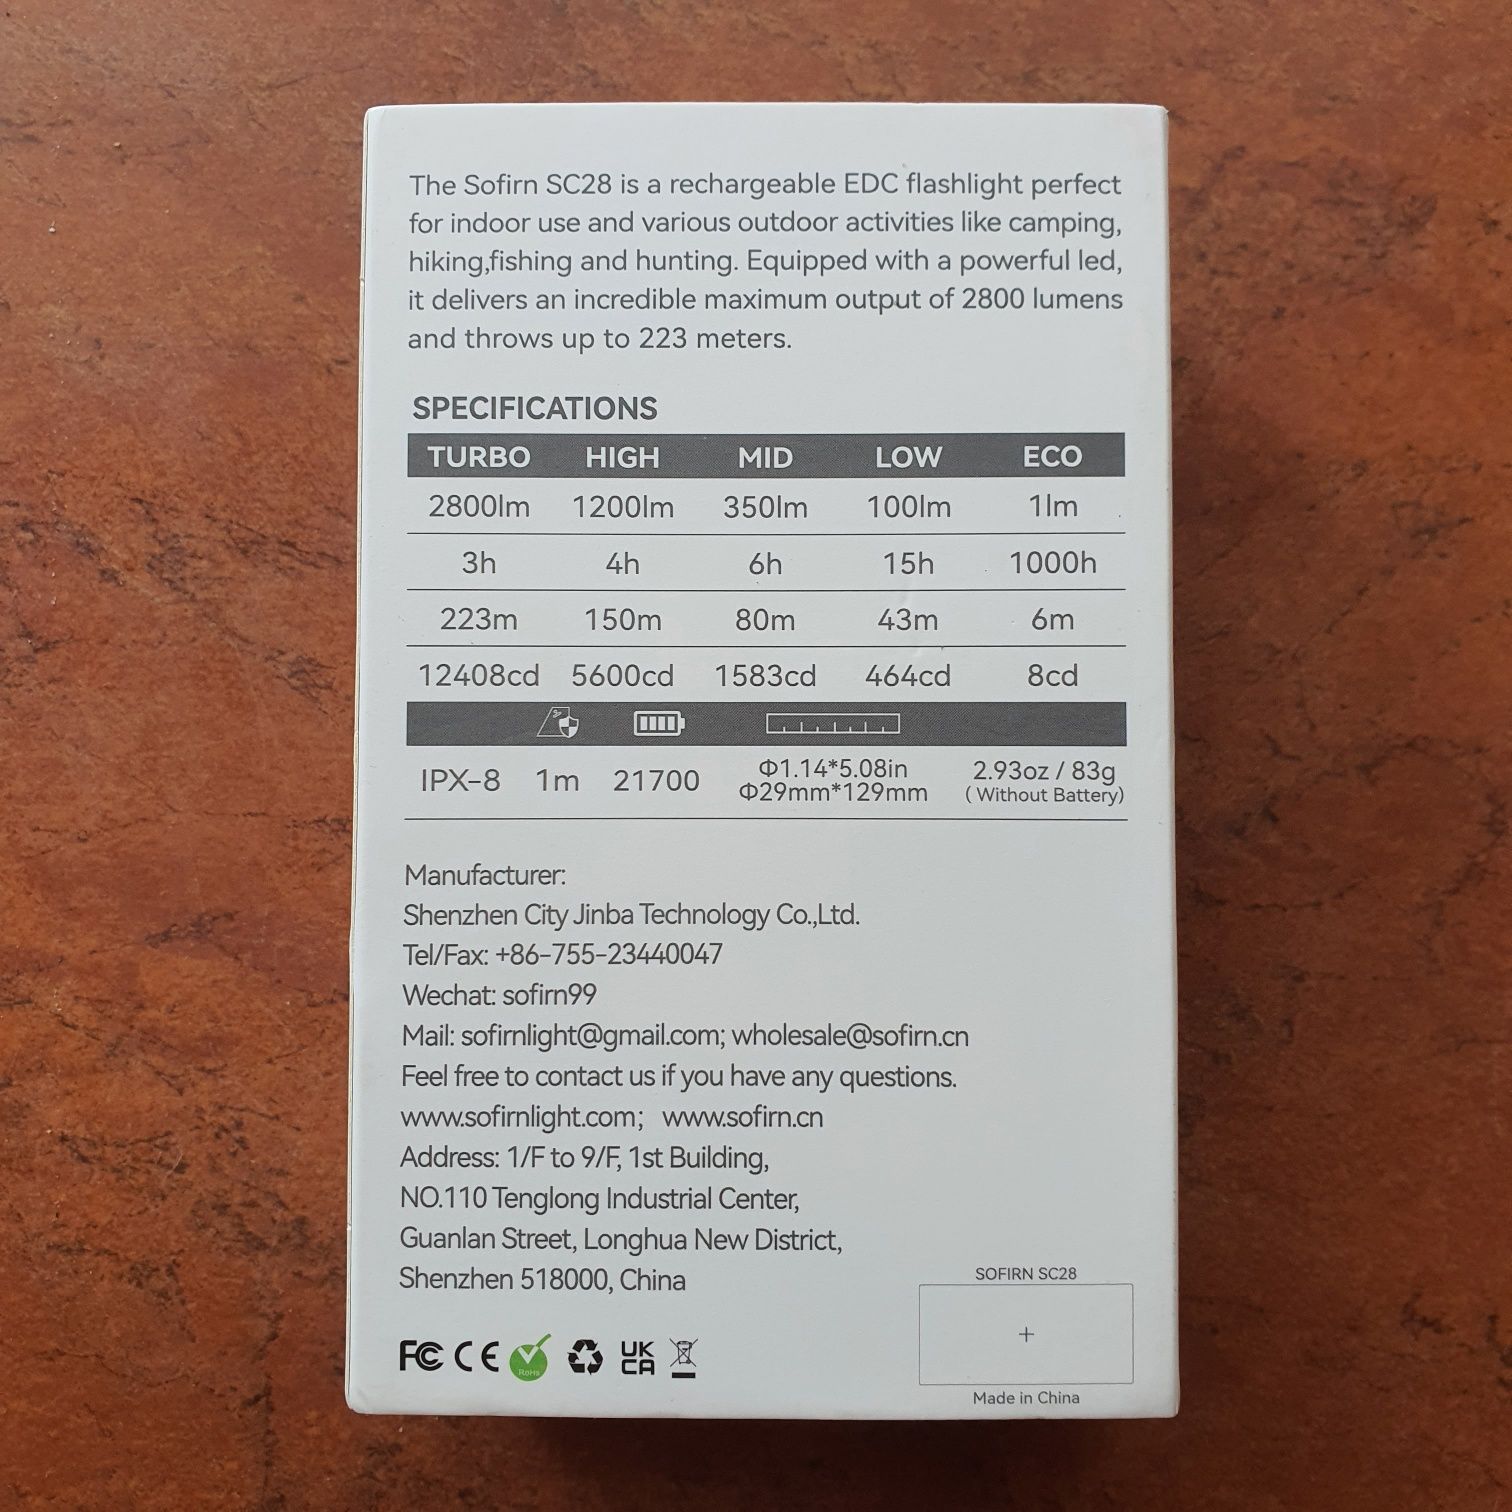 The Sofirn SC28 is a rechargeable EDC flashlight perfect
for indoor use and various outdoor activities like camping,
hiking,fishing and hunting. Equipped with a powerful led,
it delivers an incredible maximum output of 2800 lumens
and throws up to 223 meters.
SPECIFICATIONS
TURBO HIGH MID LOW ECO
2800lm 1200lm 350lm 100lm 1lm
3h 4h 6h 15h 1000h
223m 150m 80m 43m 6m
12408cd 5600cd 1583cd 464cd 8cd
IPX-8 1m 21700 Φ1.14*5.08in 2.93oz / 83g
Φ29mm*129mm ( Without Battery)
Manufacturer:
Shenzhen City Jinba Technology Co.,Ltd.
Tel/Fax: +86-755-23440047
Wechat: sofirn99
Mail: sofirnlight@gmail.com; wholesale@sofirn.cn
Feel free to contact us if you have any questions.
www.sofirnlight.com; www.sofirn.cn
Address: 1/F to 9/F, 1st Building,
NO.110 Tenglong Industrial Center,
Guanlan Street, Longhua New District,
Shenzhen 518000, China
SOFIRN SC28
FC CE RoHS UK
CA
Made in China